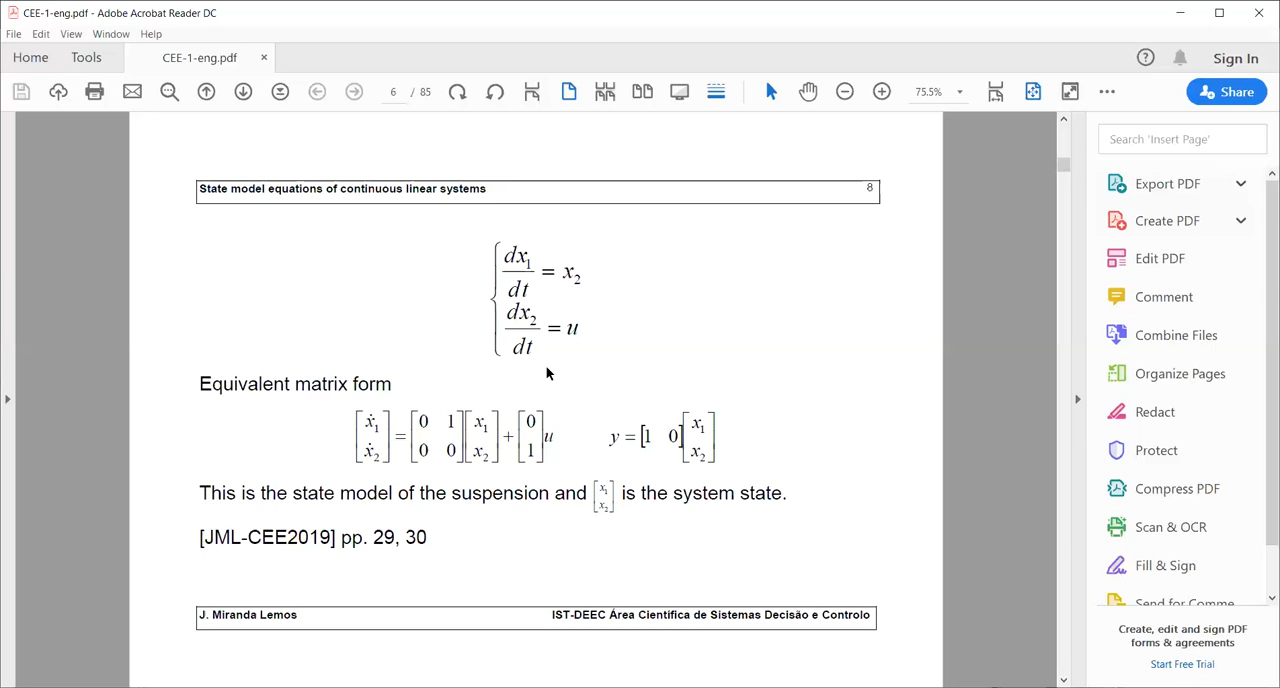 CEE-1-eng.pdf - Adobe Acrobat Reader DC
File Edit View Window Help
Home Tools CEE-1-eng.pdf × Sign In
6 / 85 75.5% Share
Search 'Insert Page'
Export PDF
Create PDF
Edit PDF
Comment
Combine Files
Organize Pages
Redact
Protect
Compress PDF
Scan & OCR
Fill & Sign
Send for Comme
Create, edit and sign PDF
forms & agreements
Start Free Trial
State model equations of continuous linear systems 8
dx₁/dt = x₂
dx₂/dt = u
Equivalent matrix form
[ẋ₁; ẋ₂] = [0 1; 0 0] [x₁; x₂] + [0; 1] u y = [1 0] [x₁; x₂]
This is the state model of the suspension and [x₁; x₂] is the system state.
[JML-CEE2019] pp. 29, 30
J. Miranda Lemos IST-DEEC Área Científica de Sistemas Decisão e Controlo